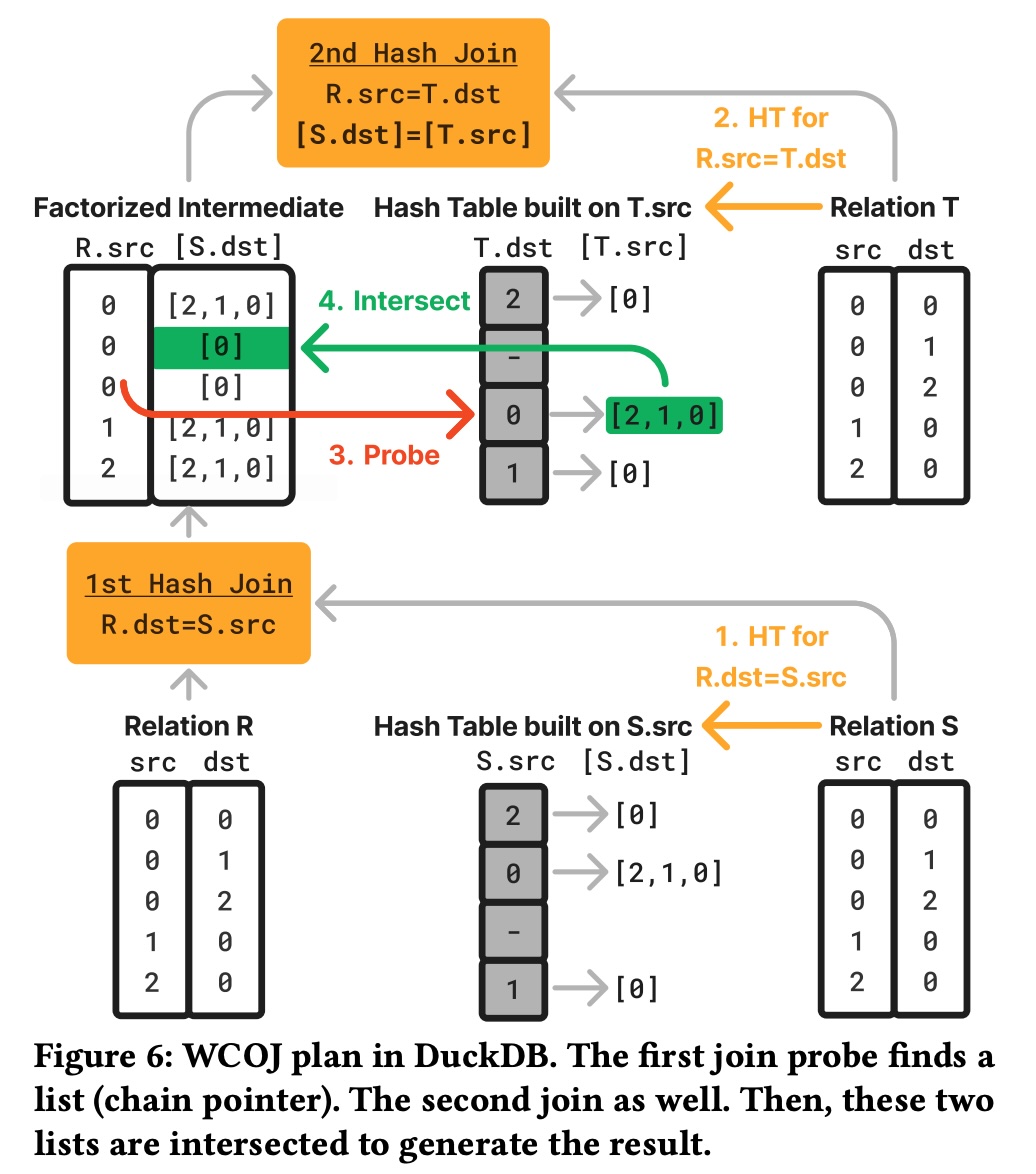 2nd Hash Join
R.src=T.dst
[S.dst]=[T.src]
2. HT for
R.src=T.dst
Factorized Intermediate
Hash Table built on T.src
Relation T
R.src [S.dst]
T.dst [T.src]
src dst
0 [2,1,0]
0 [0]
0 [0]
1 [2,1,0]
2 [2,1,0]
4. Intersect
3. Probe
2 [0]
-
0 [2,1,0]
1 [0]
0 0
0 1
0 2
1 0
2 0
1st Hash Join
R.dst=S.src
1. HT for
R.dst=S.src
Relation R
Hash Table built on S.src
Relation S
src dst
0 0
0 1
0 2
1 0
2 0
S.src [S.dst]
2 [0]
0 [2,1,0]
-
1 [0]
src dst
0 0
0 1
0 2
1 0
2 0
Figure 6: WCOJ plan in DuckDB. The first join probe finds a
list (chain pointer). The second join as well. Then, these two
lists are intersected to generate the result.